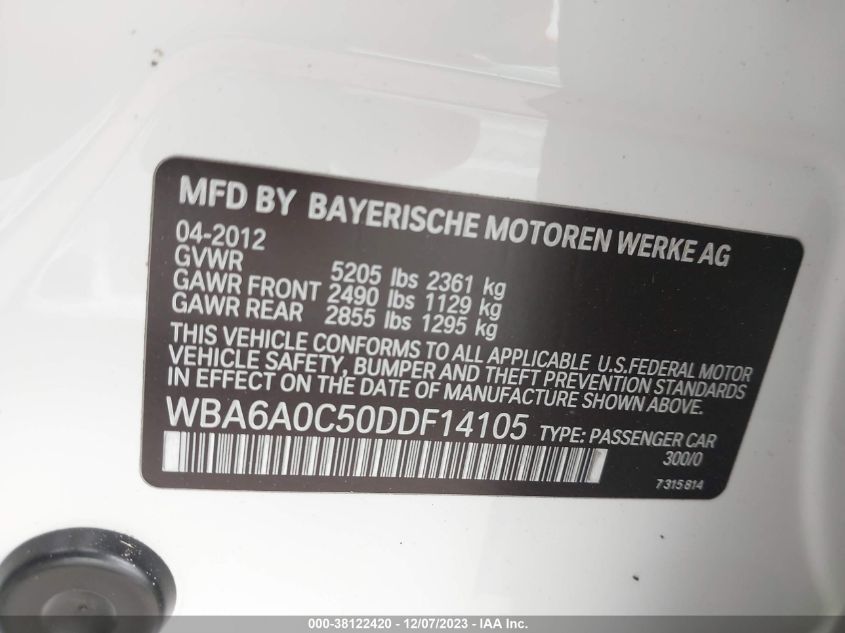 MFD BY BAYERISCHE MOTOREN WERKE AG
04-2012
GVWR 5205 lbs 2361 kg
GAWR FRONT 2490 lbs 1129 kg
GAWR REAR 2855 lbs 1295 kg
THIS VEHICLE CONFORMS TO ALL APPLICABLE U.S.FEDERAL MOTOR
VEHICLE SAFETY, BUMPER AND THEFT PREVENTION STANDARDS
IN EFFECT ON THE DATE OF MANUFACTURE SHOWN ABOVE.
WBA6A0C50DDF14105 TYPE: PASSENGER CAR
300/0
7315814
000-38122420 - 12/07/2023 - IAA Inc.